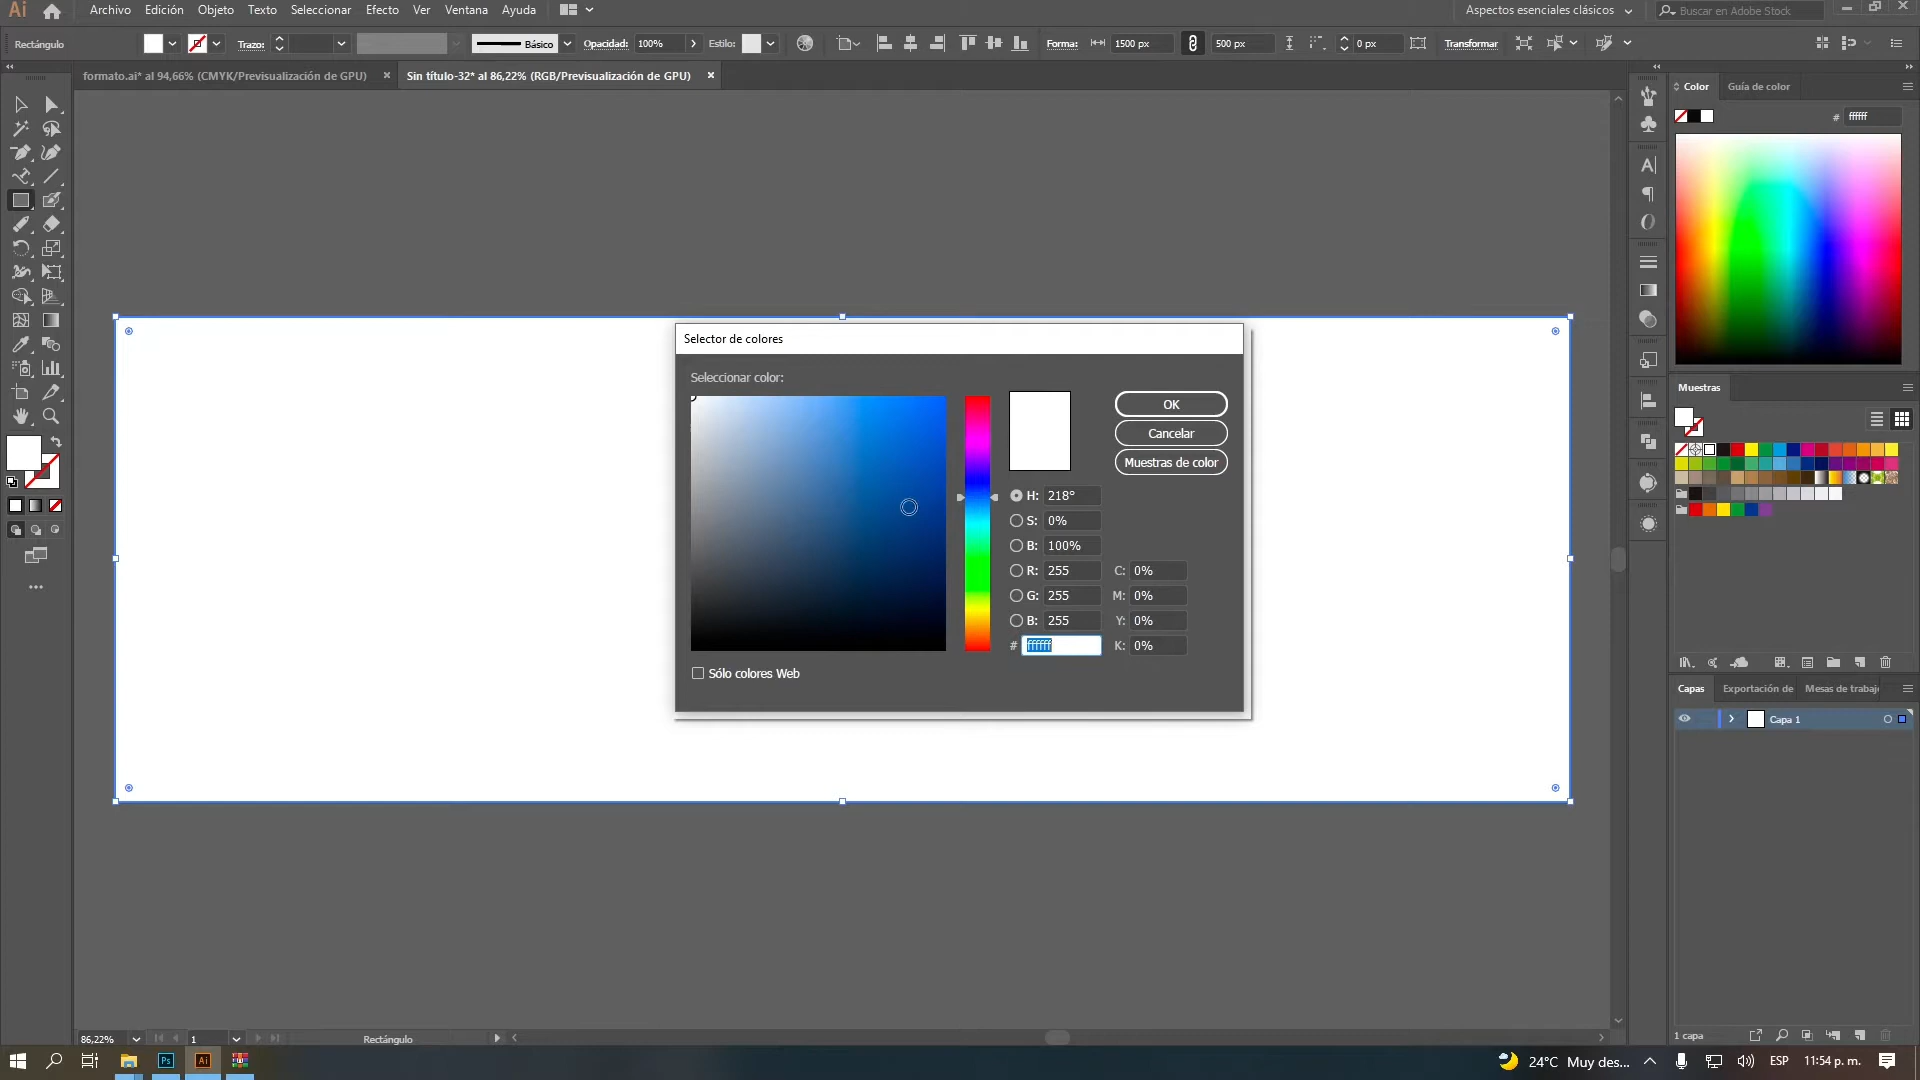 Ai Archivo Edición Objeto Texto Seleccionar Efecto Ver Ventana Ayuda Aspectos esenciales clásicos Buscar en Adobe Stock
Rectángulo Trazo: Básico Opacidad: 100% Estilo: Forma: 1500 px 500 px 0 px Transformar
formato.ai* al 94,66% (CMYK/Previsualización de GPU) × Sin título-32* al 86,22% (RGB/Previsualización de GPU) ×
Color Guía de color
# ffffff
Selector de colores
Seleccionar color:
OK
Cancelar
Muestras de color
H: 218°
S: 0%
B: 100%
R: 255 C: 0%
G: 255 M: 0%
B: 255 Y: 0%
# ffffff K: 0%
Sólo colores Web
Muestras
Capas Exportación de Mesas de trabaj
Capa 1
1 capa
86,22% 1 Rectángulo
Ps Ai 24°C Muy des... ESP 11:54 p. m.